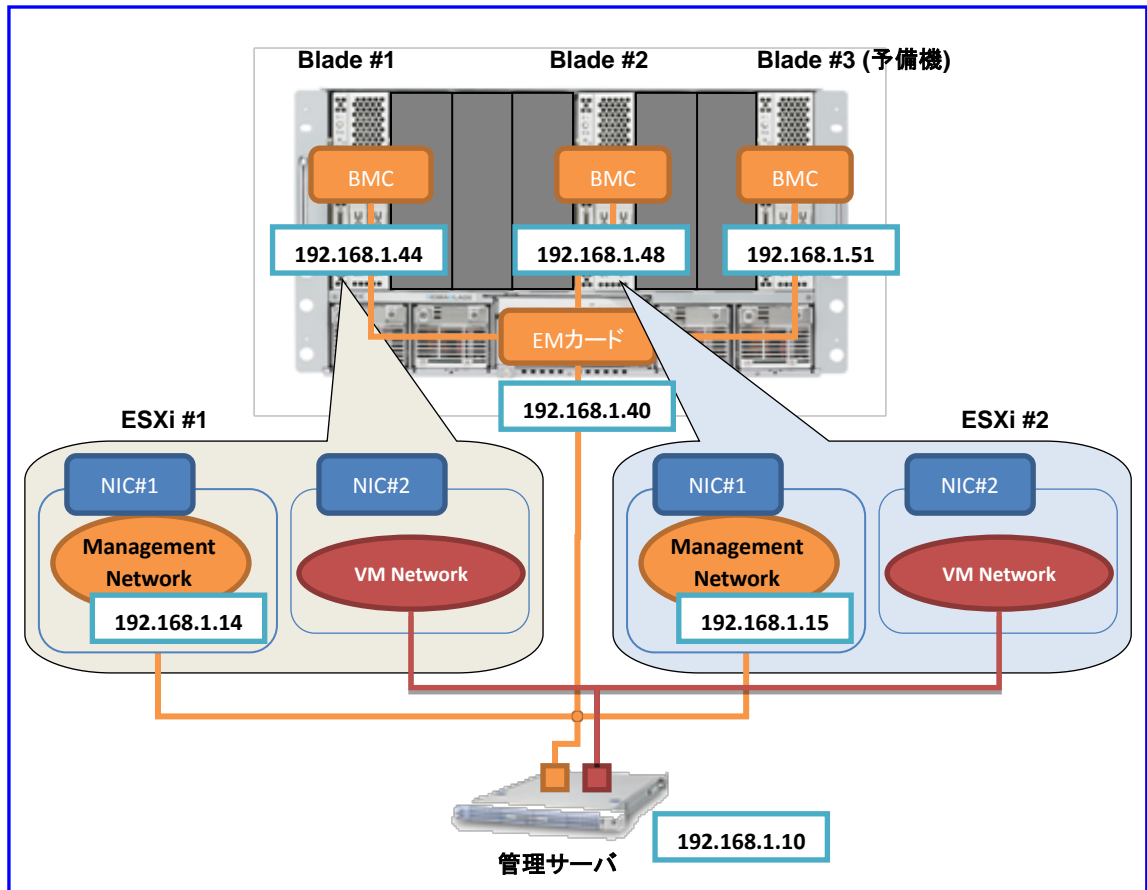 Blade #1
Blade #2
Blade #3 (予備機)
BMC
BMC
BMC
192.168.1.44
192.168.1.48
192.168.1.51
EMカード
192.168.1.40
ESXi #1
ESXi #2
NIC#1
NIC#2
NIC#1
NIC#2
Management
Network
VM Network
Management
Network
VM Network
192.168.1.14
192.168.1.15
192.168.1.10
管理サーバ